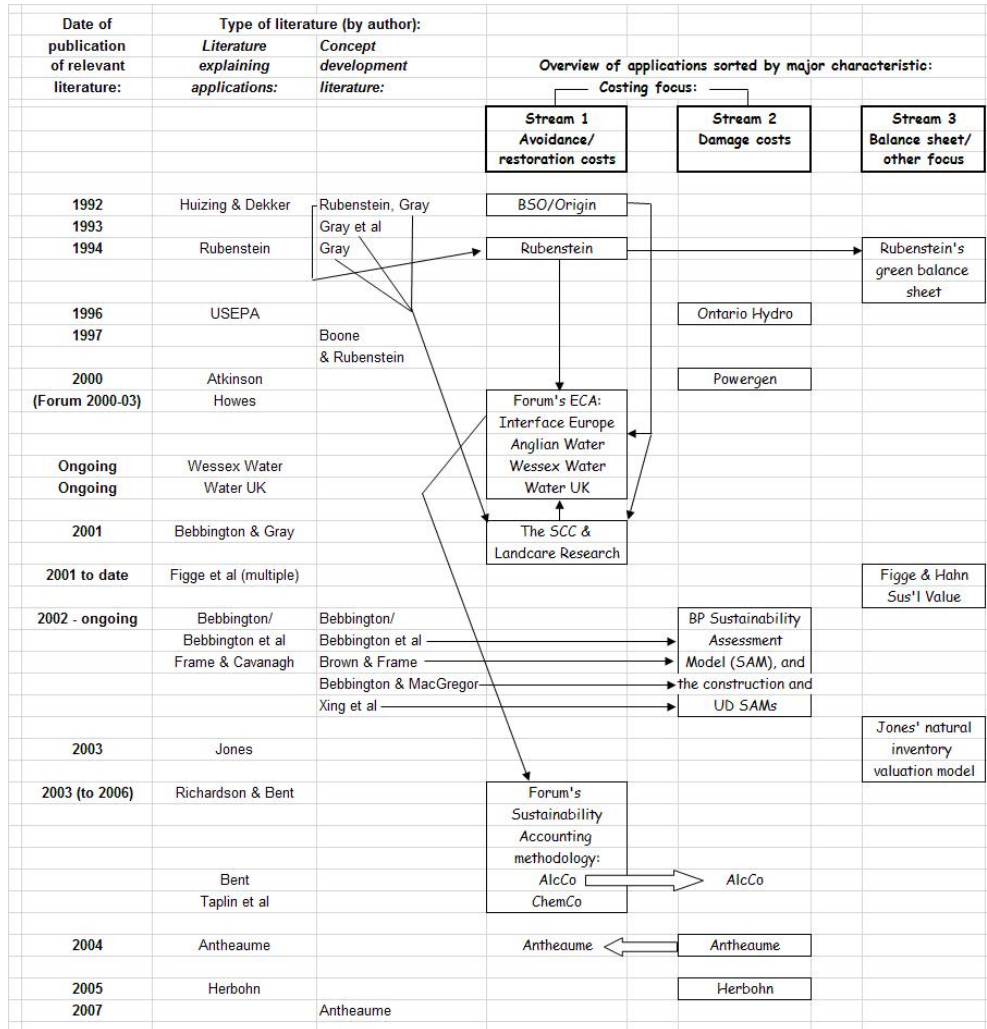 Date of Type of literature (by author):
publication Literature Concept
of relevant explaining development Overview of applications sorted by major characteristic:
literature: applications: literature: Costing focus:
Stream 1 Stream 2 Stream 3
Avoidance/ Damage costs Balance sheet/
restoration costs other focus
1992 Huizing & Dekker Rubenstein, Gray BSO/Origin
1993 Gray et al
1994 Rubenstein Gray Rubenstein Rubenstein's
green balance
sheet
1996 USEPA Ontario Hydro
1997 Boone
& Rubenstein
2000 Atkinson Powergen
(Forum 2000-03) Howes Forum's ECA:
Interface Europe
Anglian Water
Ongoing Wessex Water Wessex Water
Ongoing Water UK Water UK
2001 Bebbington & Gray The SCC &
Landcare Research
2001 to date Figge et al (multiple) Figge & Hahn
Sus'l Value
2002 - ongoing Bebbington/ Bebbington/ BP Sustainability
Bebbington et al Bebbington et al Assessment
Frame & Cavanagh Brown & Frame Model (SAM), and
Bebbington & MacGregor the construction and
Xing et al UD SAMs
Jones' natural
2003 Jones inventory
valuation model
2003 (to 2006) Richardson & Bent Forum's
Sustainability
Accounting
methodology:
Bent AlcCo AlcCo
Taplin et al ChemCo
2004 Antheaume Antheaume Antheaume
2005 Herbohn Herbohn
2007 Antheaume